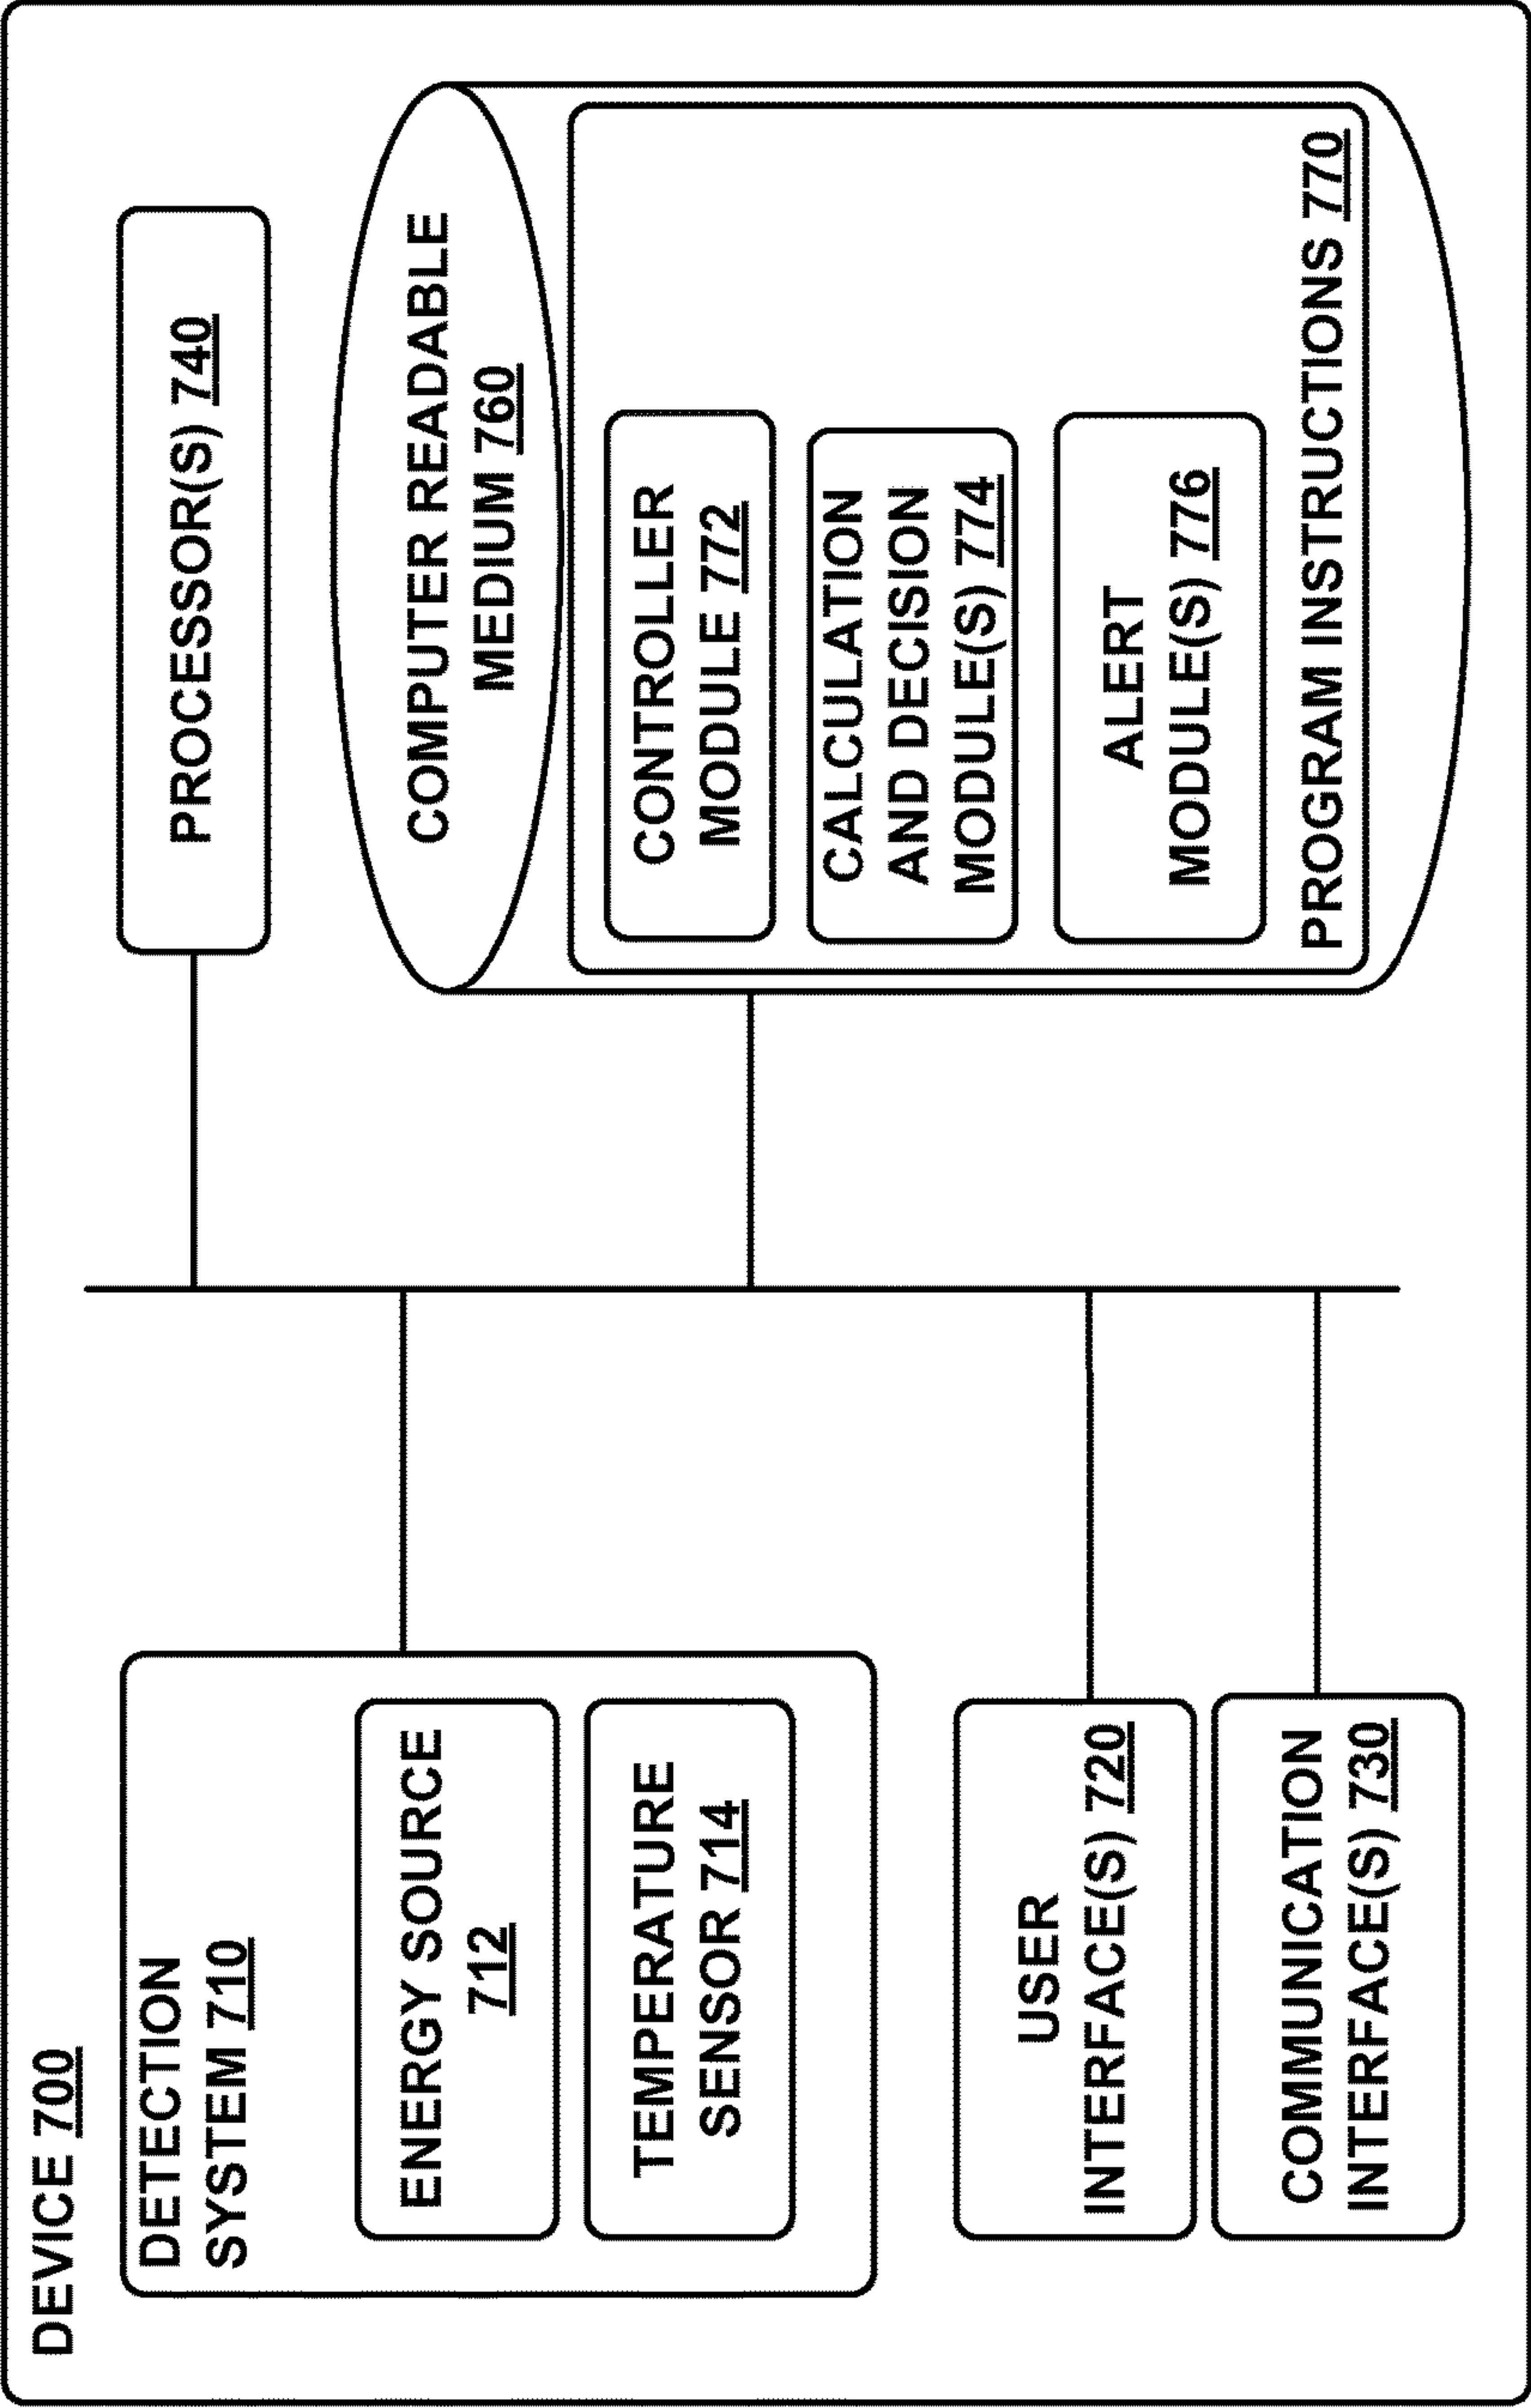 DEVICE 700
DETECTION
SYSTEM 710
ENERGY SOURCE
712
TEMPERATURE
SENSOR 714
USER
INTERFACE(S) 720
COMMUNICATION
INTERFACE(S) 730
PROCESSOR(S) 740
COMPUTER READABLE
MEDIUM 760
CONTROLLER
MODULE 772
CALCULATION
AND DECISION
MODULE(S) 774
ALERT
MODULE(S) 776
PROGRAM INSTRUCTIONS 770